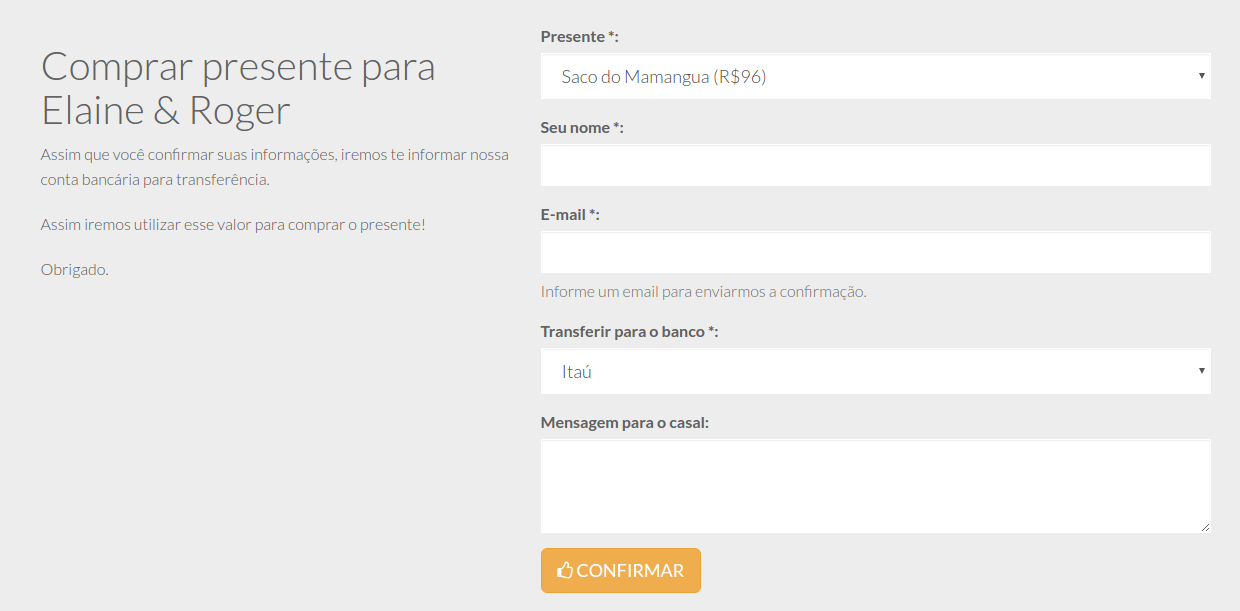 Comprar presente para
Elaine & Roger
Assim que você confirmar suas informações, iremos te informar nossa
conta bancária para transferência.
Assim iremos utilizar esse valor para comprar o presente!
Obrigado.
Presente *:
Saco do Mamangua (R$96)
Seu nome *:
E-mail *:
Informe um email para enviarmos a confirmação.
Transferir para o banco *:
Itaú
Mensagem para o casal:
CONFIRMAR